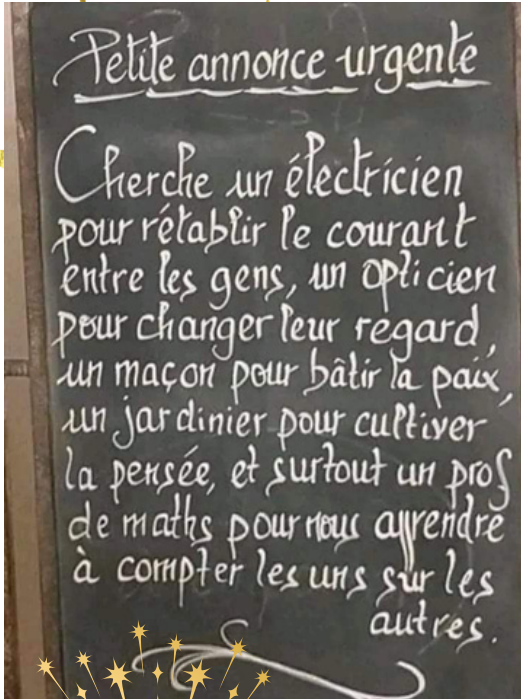 Petite annonce urgente
Cherche un électricien
pour rétablir le courant
entre les gens, un opticien
pour changer leur regard,
un maçon pour bâtir la paix,
un jardinier pour cultiver
la pensée, et surtout un prof
de maths pour nous apprendre
à compter les uns sur les
autres.